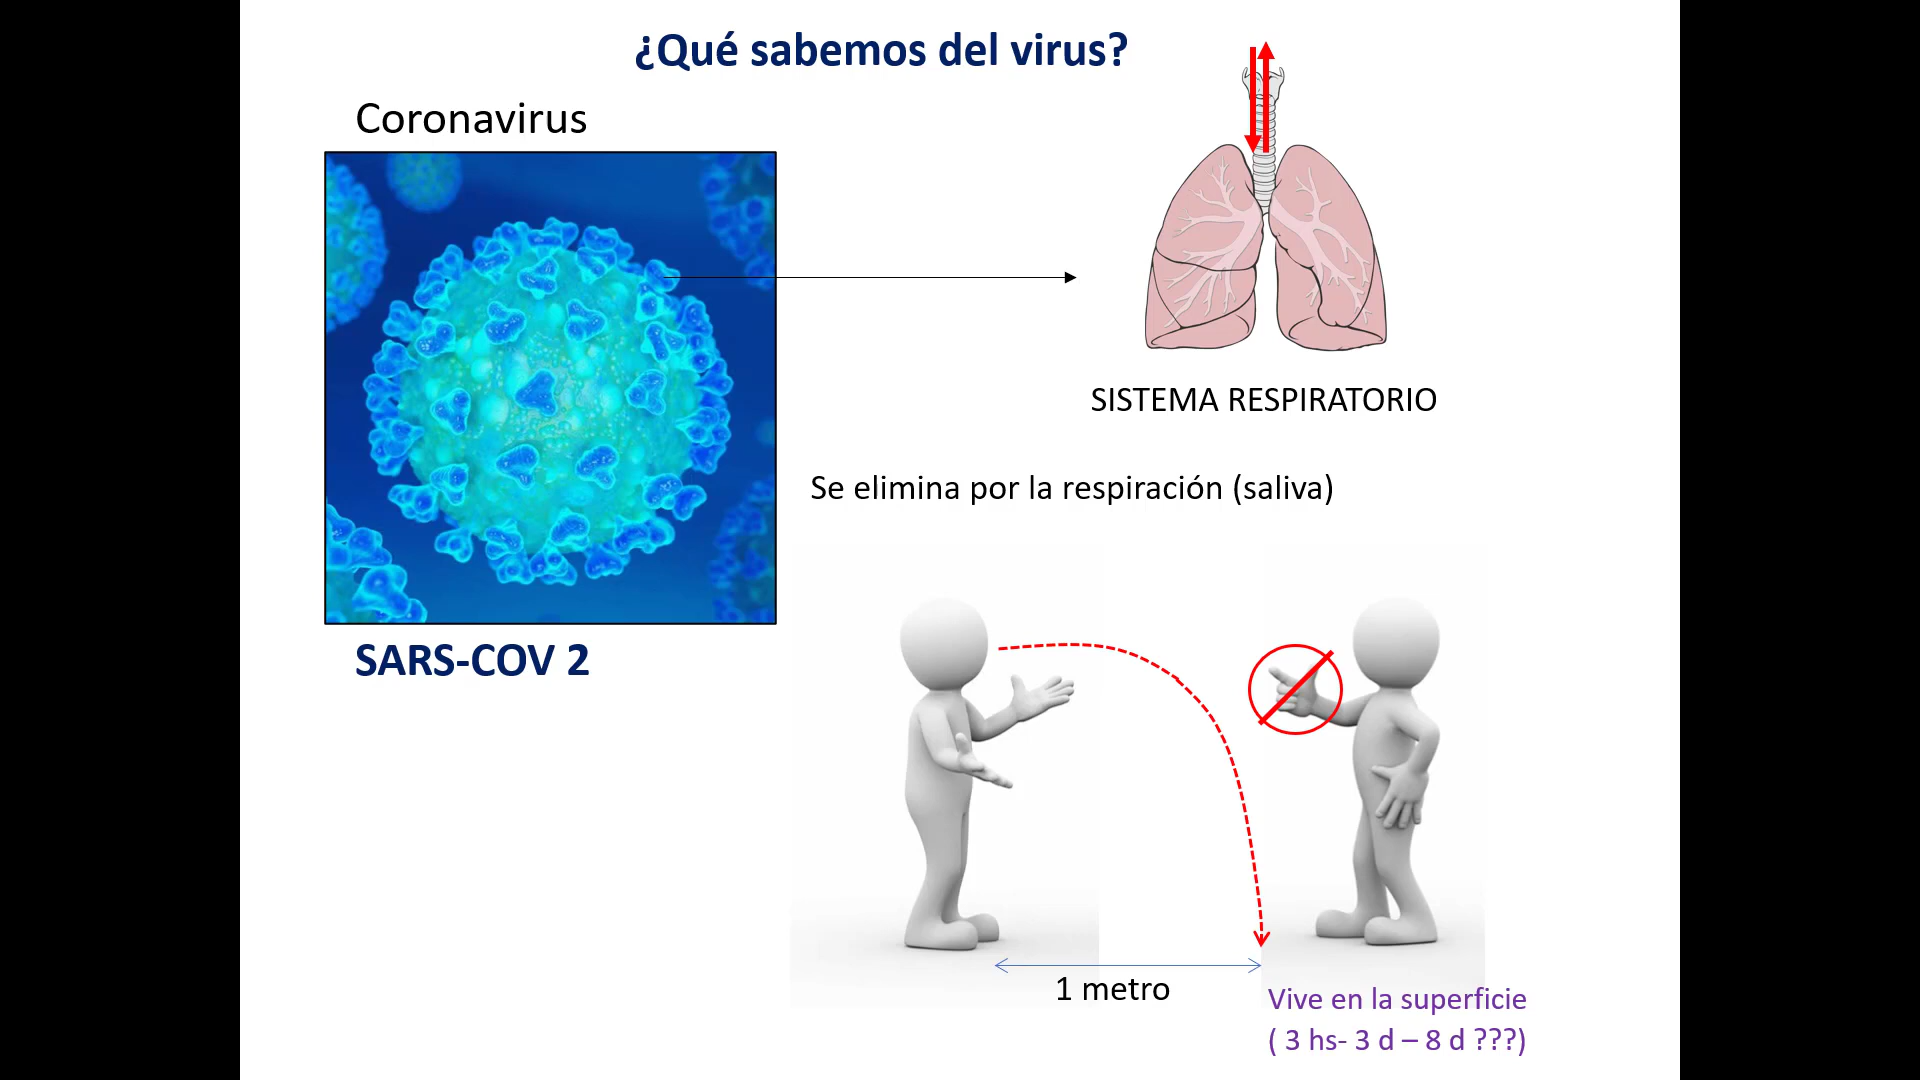 ¿Qué sabemos del virus?
Coronavirus
SISTEMA RESPIRATORIO
Se elimina por la respiración (saliva)
SARS-COV 2
1 metro
Vive en la superficie
( 3 hs- 3 d – 8 d ???)